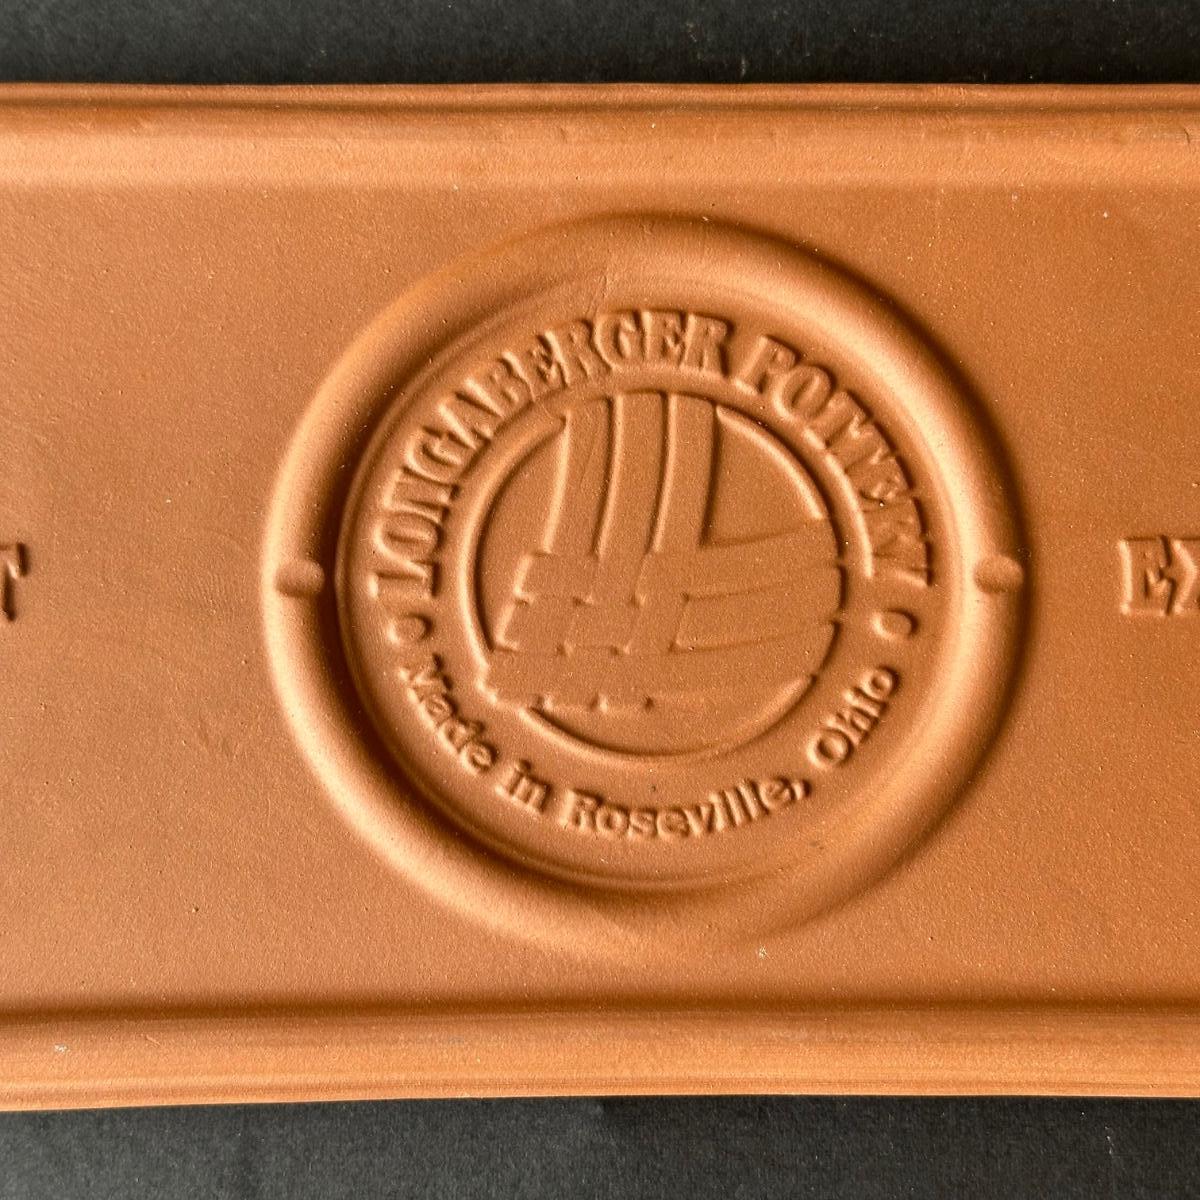 LONGABERGER POTTERY
Made in Roseville, Ohio